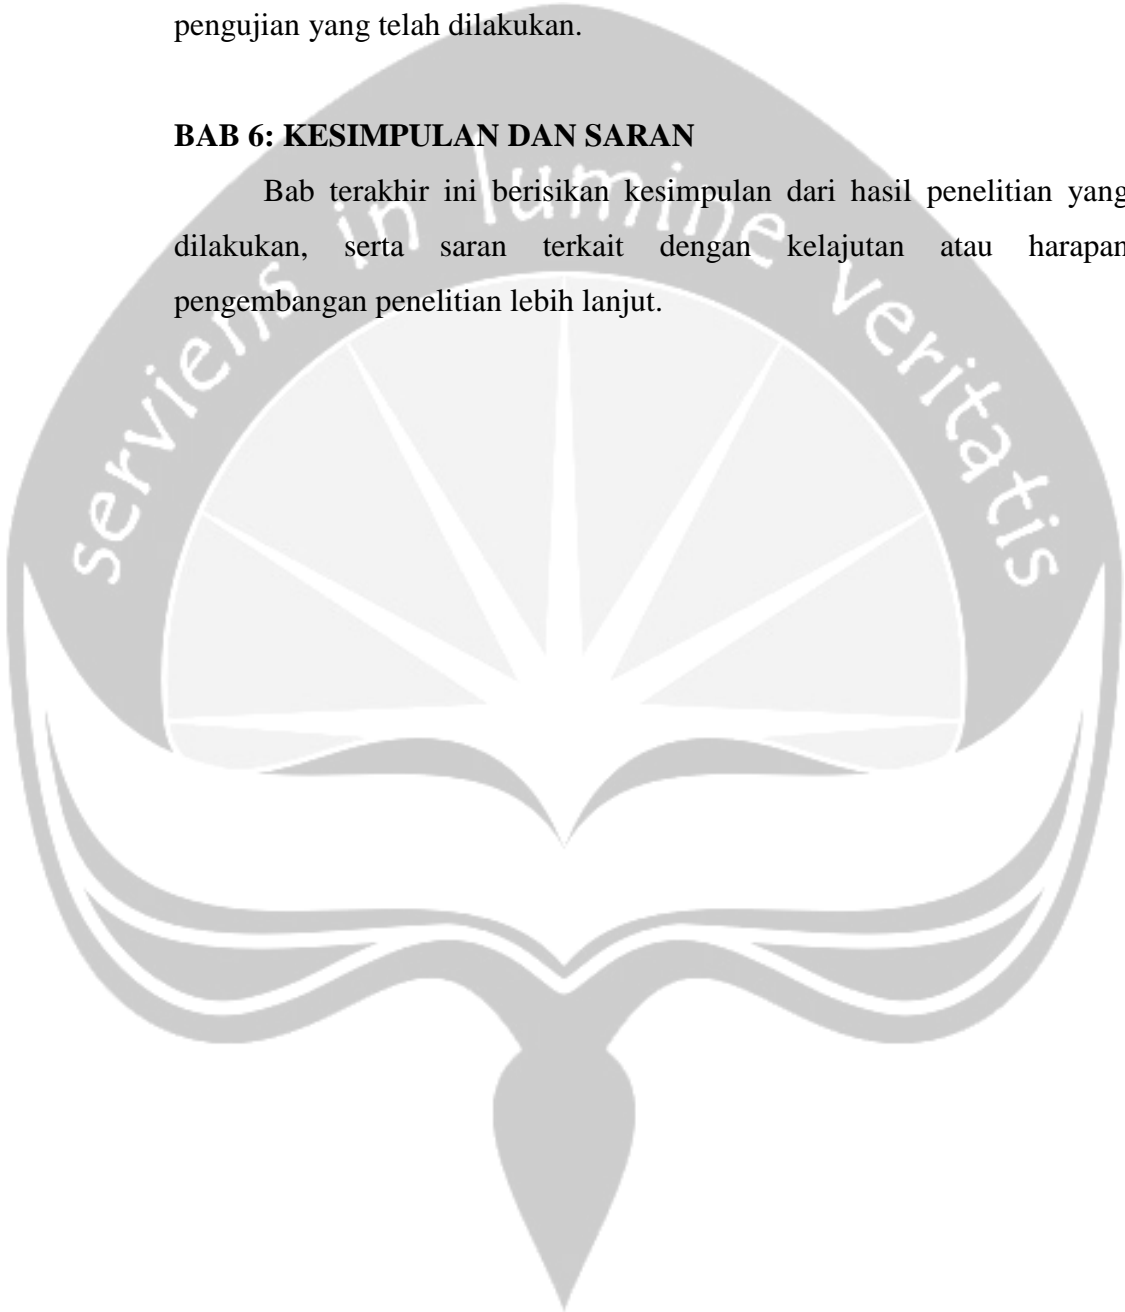 pengujian yang telah dilakukan.
BAB 6: KESIMPULAN DAN SARAN
Bab terakhir ini berisikan kesimpulan dari hasil penelitian yang
dilakukan, serta saran terkait dengan kelajutan atau harapan
pengembangan penelitian lebih lanjut.
serviens in lumine veritatis